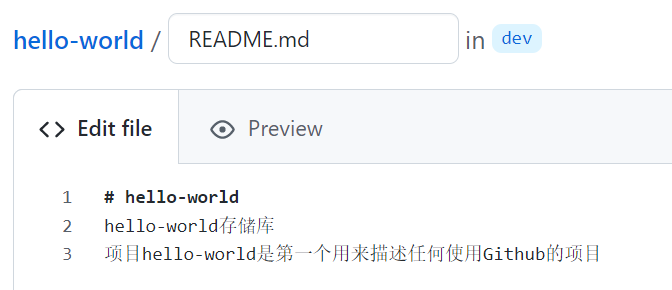 hello-world / README.md in dev
Edit file Preview
1 # hello-world
2 hello-world存储库
3 项目hello-world是第一个用来描述任何使用Github的项目